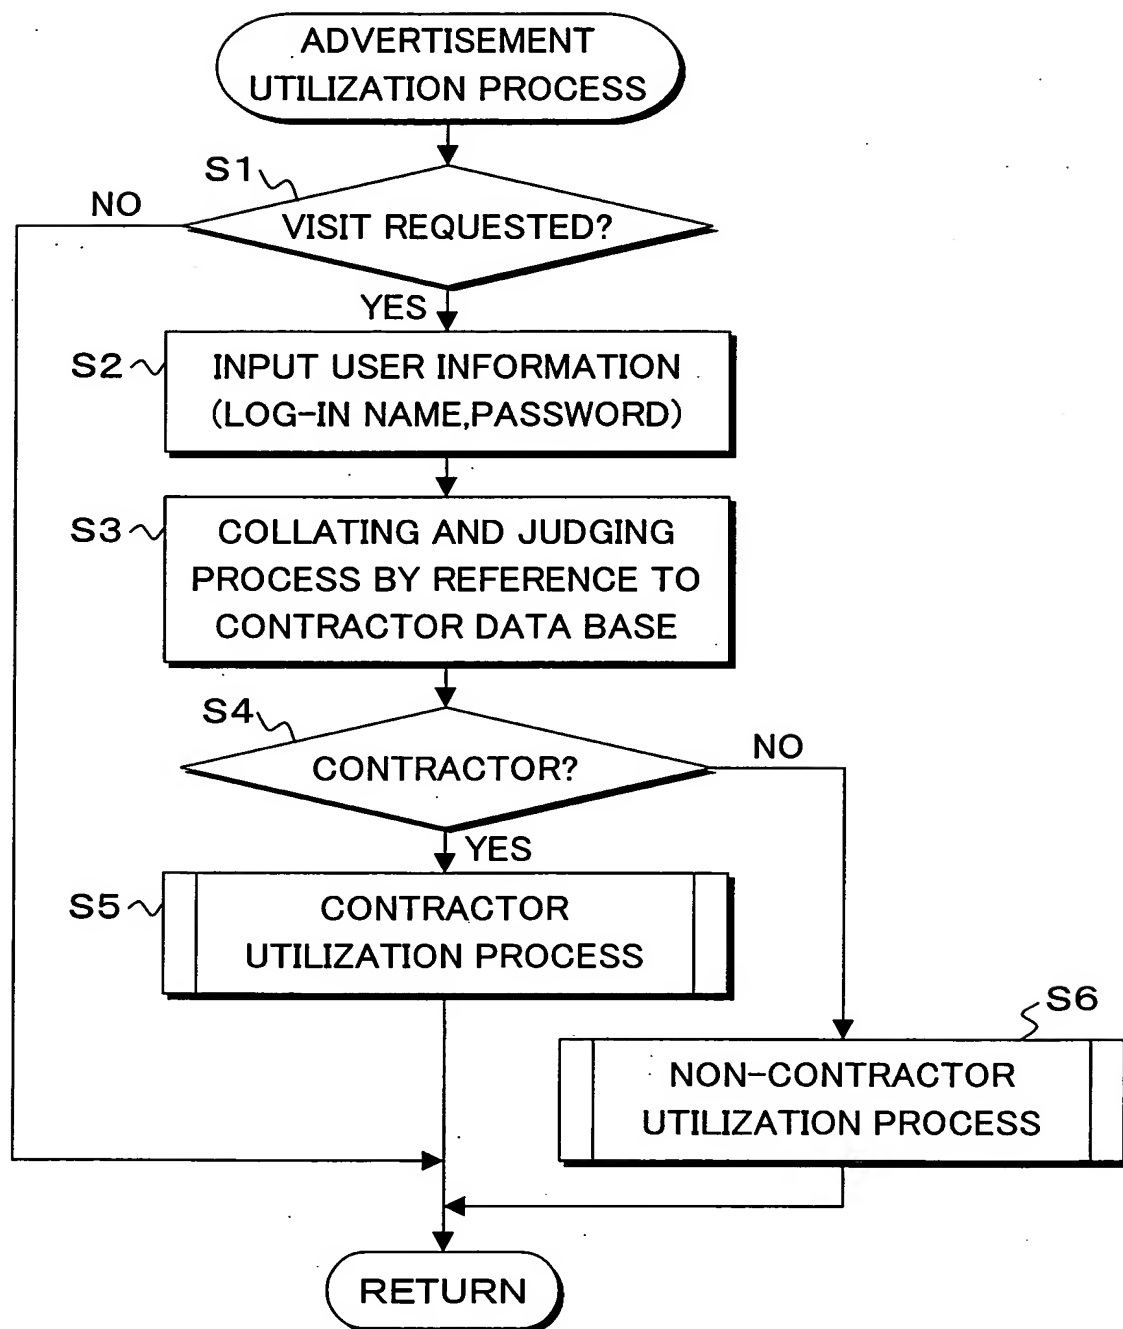 ADVERTISEMENT
UTILIZATION PROCESS
S1
NO
VISIT REQUESTED?
YES
S2
INPUT USER INFORMATION
(LOG-IN NAME,PASSWORD)
S3
COLLATING AND JUDGING
PROCESS BY REFERENCE TO
CONTRACTOR DATA BASE
S4
CONTRACTOR?
NO
YES
S5
CONTRACTOR
UTILIZATION PROCESS
S6
NON-CONTRACTOR
UTILIZATION PROCESS
RETURN